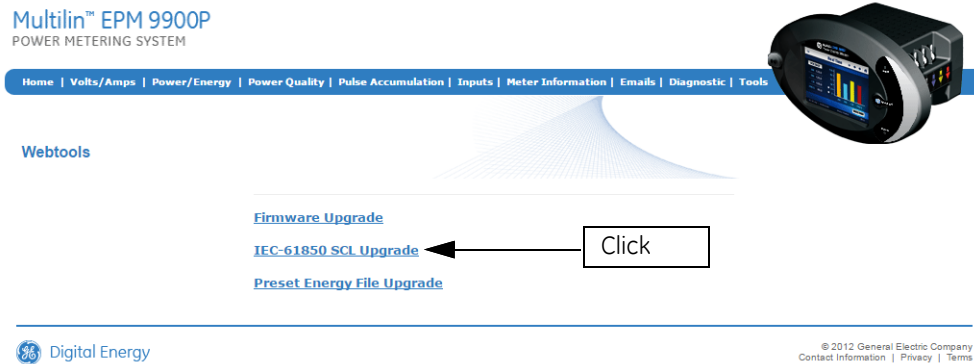 Multilin™ EPM 9900P
POWER METERING SYSTEM
Home | Volts/Amps | Power/Energy | Power Quality | Pulse Accumulation | Inputs | Meter Information | Emails | Diagnostic | Tools
Webtools
Firmware Upgrade
IEC-61850 SCL Upgrade
Click
Preset Energy File Upgrade
Digital Energy
© 2012 General Electric Company
Contact Information | Privacy | Terms